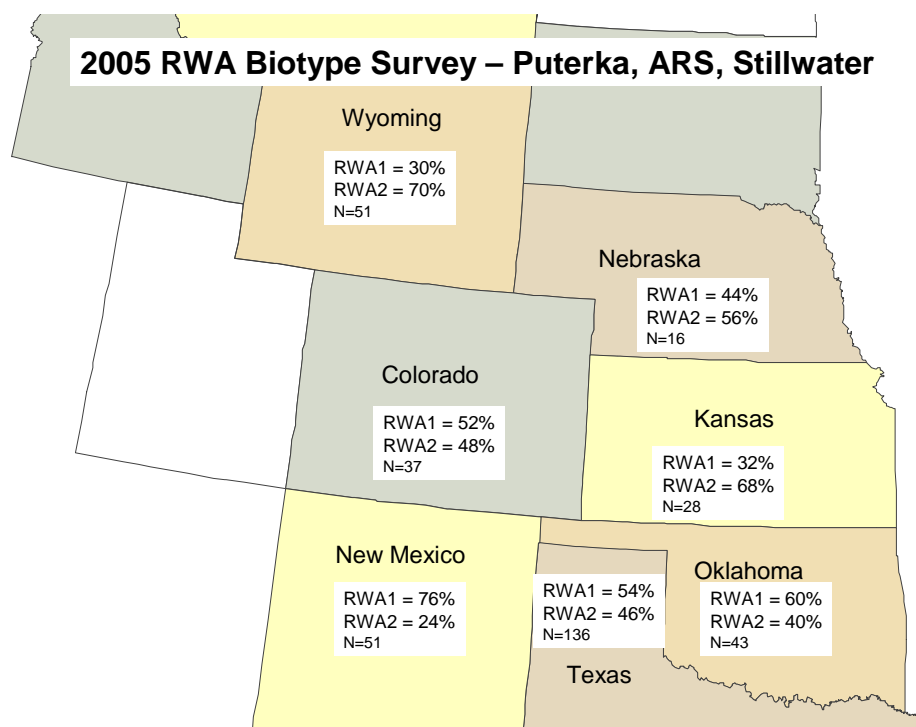 2005 RWA Biotype Survey – Puterka, ARS, Stillwater
Wyoming
RWA1 = 30%
RWA2 = 70%
N=51
Nebraska
RWA1 = 44%
RWA2 = 56%
N=16
Colorado
RWA1 = 52%
RWA2 = 48%
N=37
Kansas
RWA1 = 32%
RWA2 = 68%
N=28
New Mexico
RWA1 = 76%
RWA2 = 24%
N=51
RWA1 = 54%
RWA2 = 46%
N=136
Texas
Oklahoma
RWA1 = 60%
RWA2 = 40%
N=43